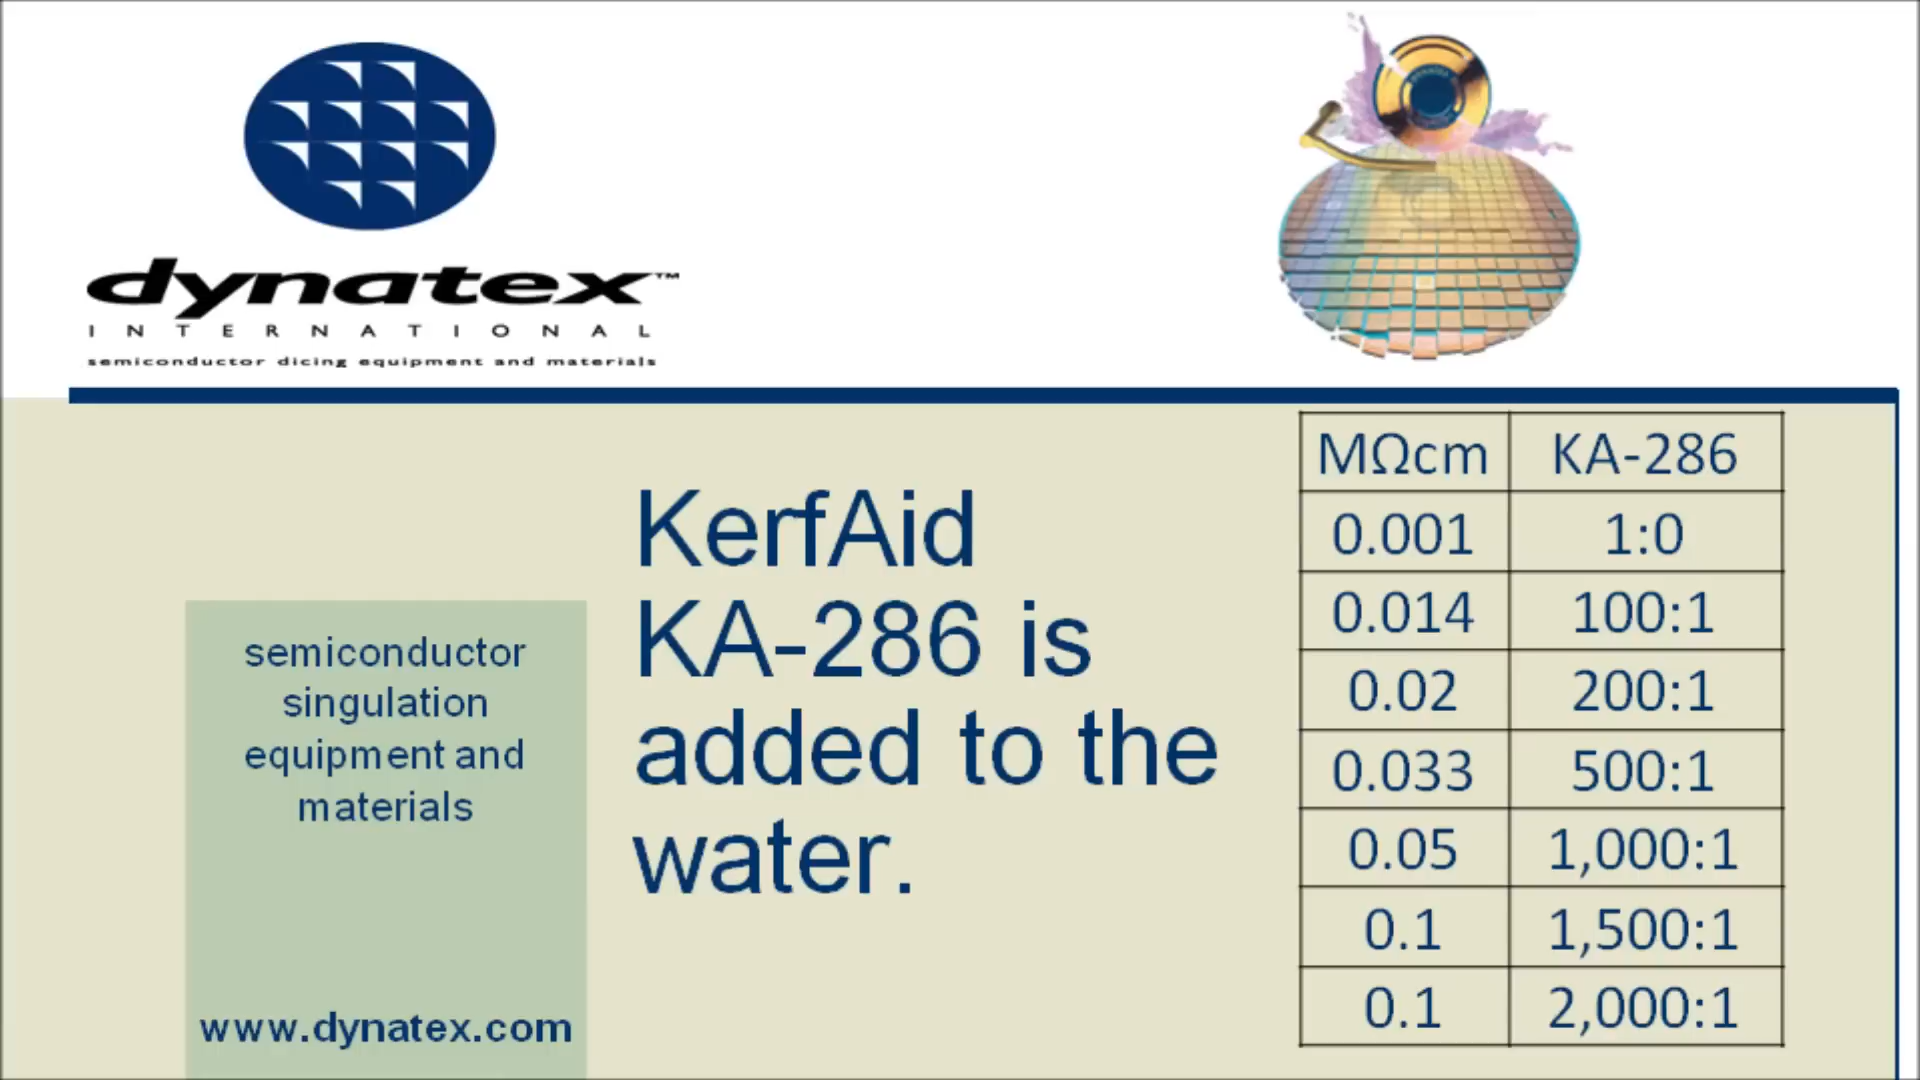 dynatex™
INTERNATIONAL
semiconductor dicing equipment and materials
semiconductor
singulation
equipment and
materials
www.dynatex.com
KerfAid
KA-286 is
added to the
water.
MΩcm KA-286
0.001 1:0
0.014 100:1
0.02 200:1
0.033 500:1
0.05 1,000:1
0.1 1,500:1
0.1 2,000:1